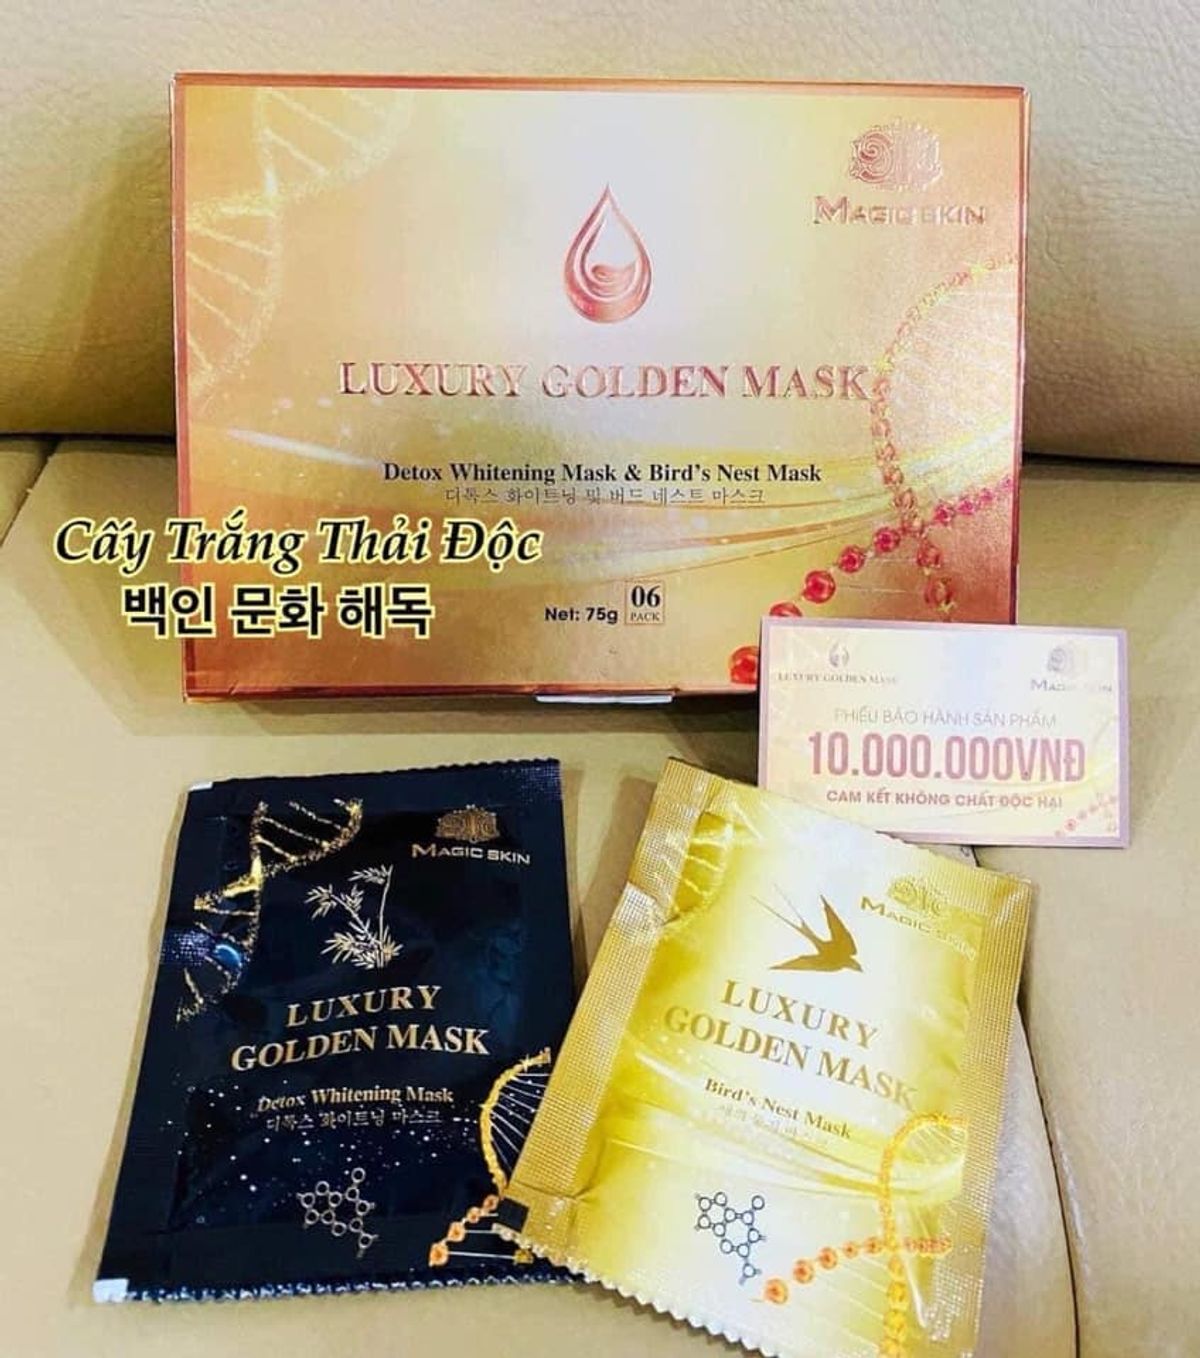 MAGIC SKIN
LUXURY GOLDEN MASK
Detox Whitening Mask & Bird's Nest Mask
디톡스 화이트닝 및 버드 네스트 마스크
Cấy Trắng Thải Độc
백인 문화 해독
Net: 75g
06
PACK
LUXURY GOLDEN MASK
MAGIC SKIN
PHIẾU BẢO HÀNH SẢN PHẨM
10.000.000VNĐ
CAM KẾT KHÔNG CHẤT ĐỘC HẠI
MAGIC SKIN
LUXURY
GOLDEN MASK
Detox Whitening Mask
디톡스 화이트닝 마스크
MAGIC SKIN
LUXURY
GOLDEN MASK
Bird's Nest Mask